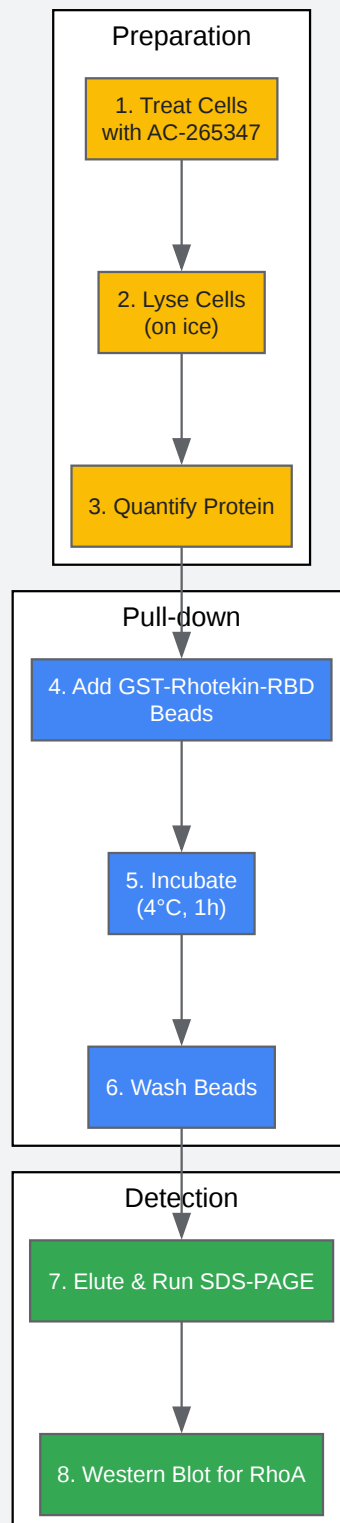 Preparation
1. Treat Cells
with AC-265347
2. Lyse Cells
(on ice)
3. Quantify Protein
Pull-down
4. Add GST-Rhotekin-RBD
Beads
5. Incubate
(4°C, 1h)
6. Wash Beads
Detection
7. Elute & Run SDS-PAGE
8. Western Blot for RhoA